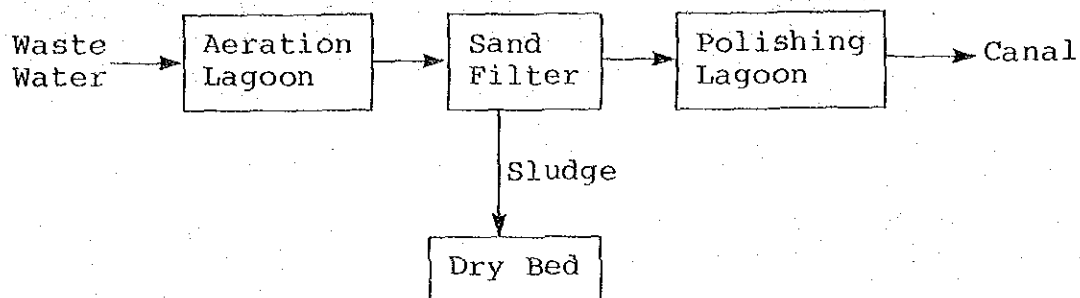 Waste
Water
Aeration
Lagoon
Sand
Filter
Polishing
Lagoon
Canal
Sludge
Dry Bed